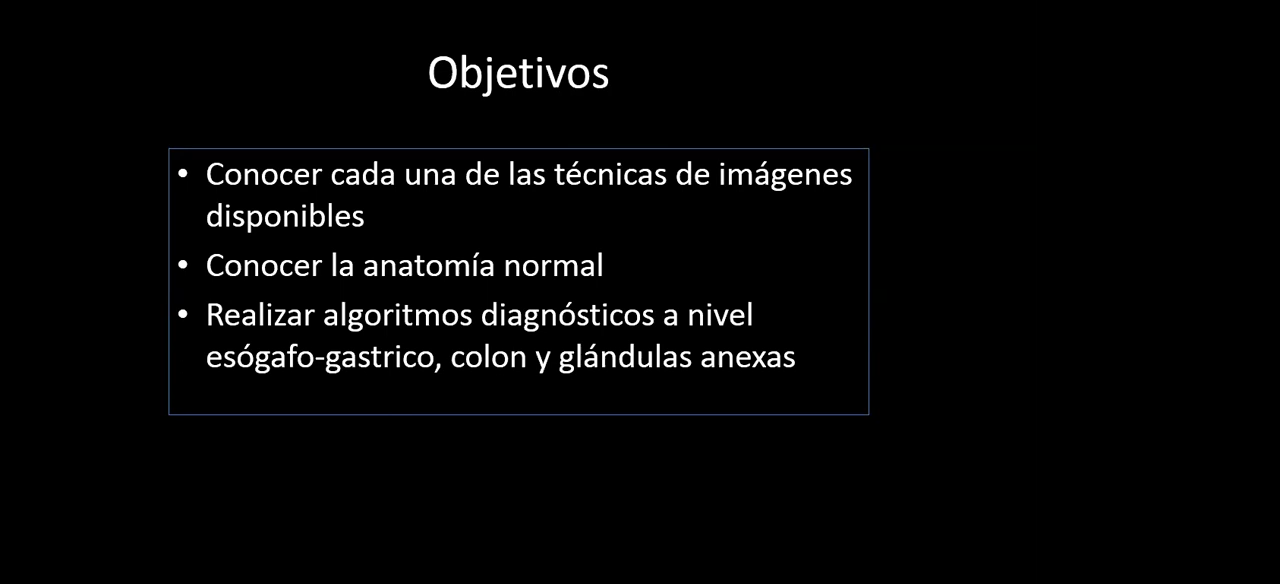 Objetivos
• Conocer cada una de las técnicas de imágenes
disponibles
• Conocer la anatomía normal
• Realizar algoritmos diagnósticos a nivel
esógafo-gastrico, colon y glándulas anexas